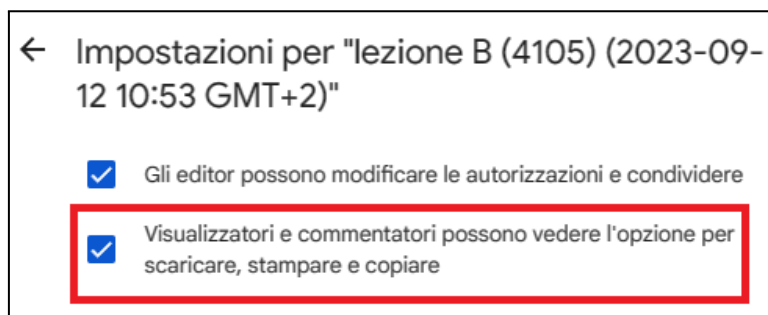 Impostazioni per "lezione B (4105) (2023-09-
12 10:53 GMT+2)"
Gli editor possono modificare le autorizzazioni e condividere
Visualizzatori e commentatori possono vedere l'opzione per
scaricare, stampare e copiare